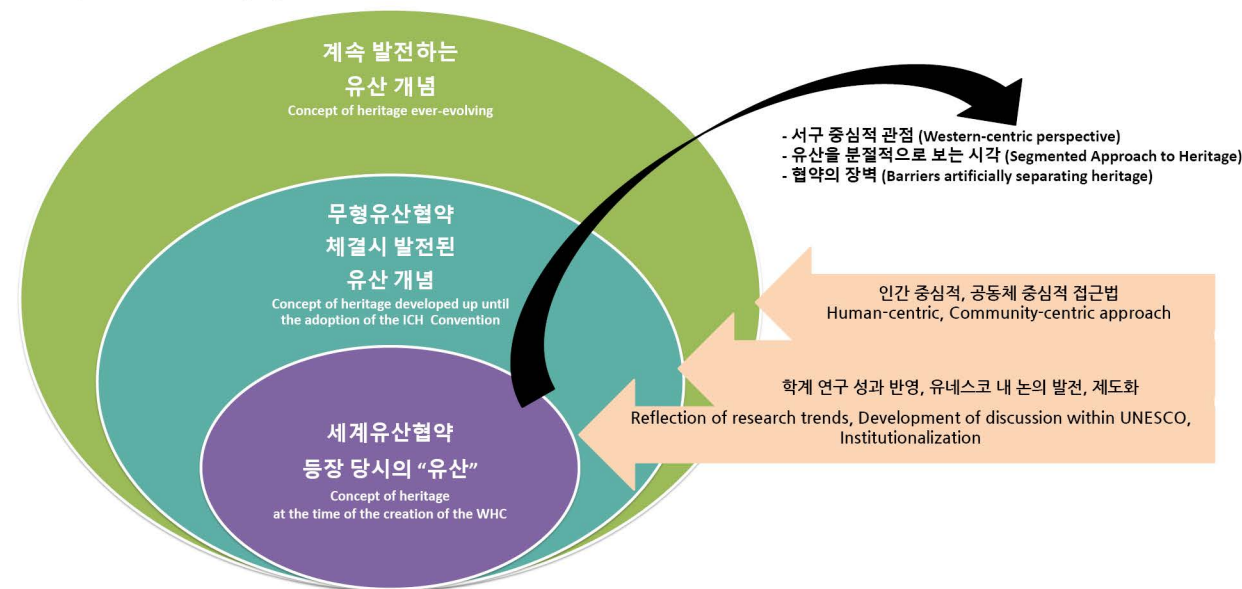 계속 발전하는
유산 개념
Concept of heritage ever-evolving
- 서구 중심적 관점 (Western-centric perspective)
- 유산을 분절적으로 보는 시각 (Segmented Approach to Heritage)
- 협약의 장벽 (Barriers artificially separating heritage)
무형유산협약
체결시 발전된
유산 개념
Concept of heritage developed up until
the adoption of the ICH Convention
인간 중심적, 공동체 중심적 접근법
Human-centric, Community-centric approach
학계 연구 성과 반영, 유네스코 내 논의 발전, 제도화
Reflection of research trends, Development of discussion within UNESCO,
Institutionalization
세계유산협약
등장 당시의 “유산”
Concept of heritage
at the time of the creation of the WHC